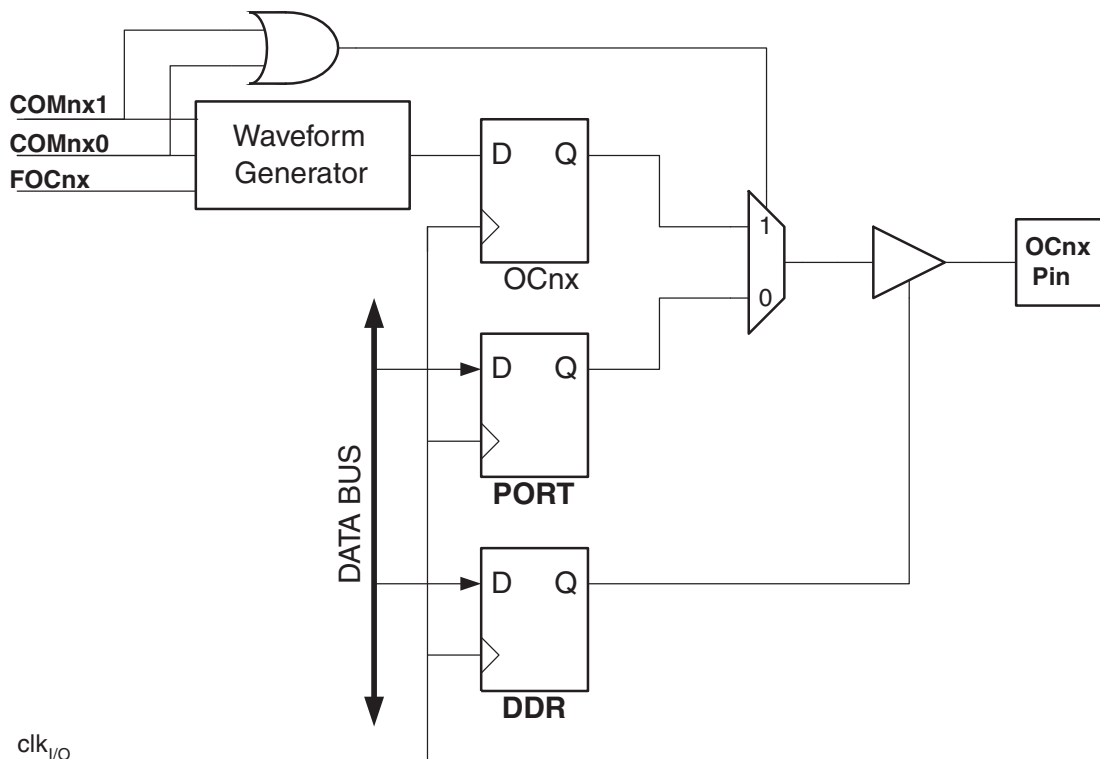 COMnx1
COMnx0
FOCnx
Waveform
Generator
D Q
OCnx
1
0
OCnx
Pin
D Q
PORT
DATA BUS
D Q
DDR
clkI/O